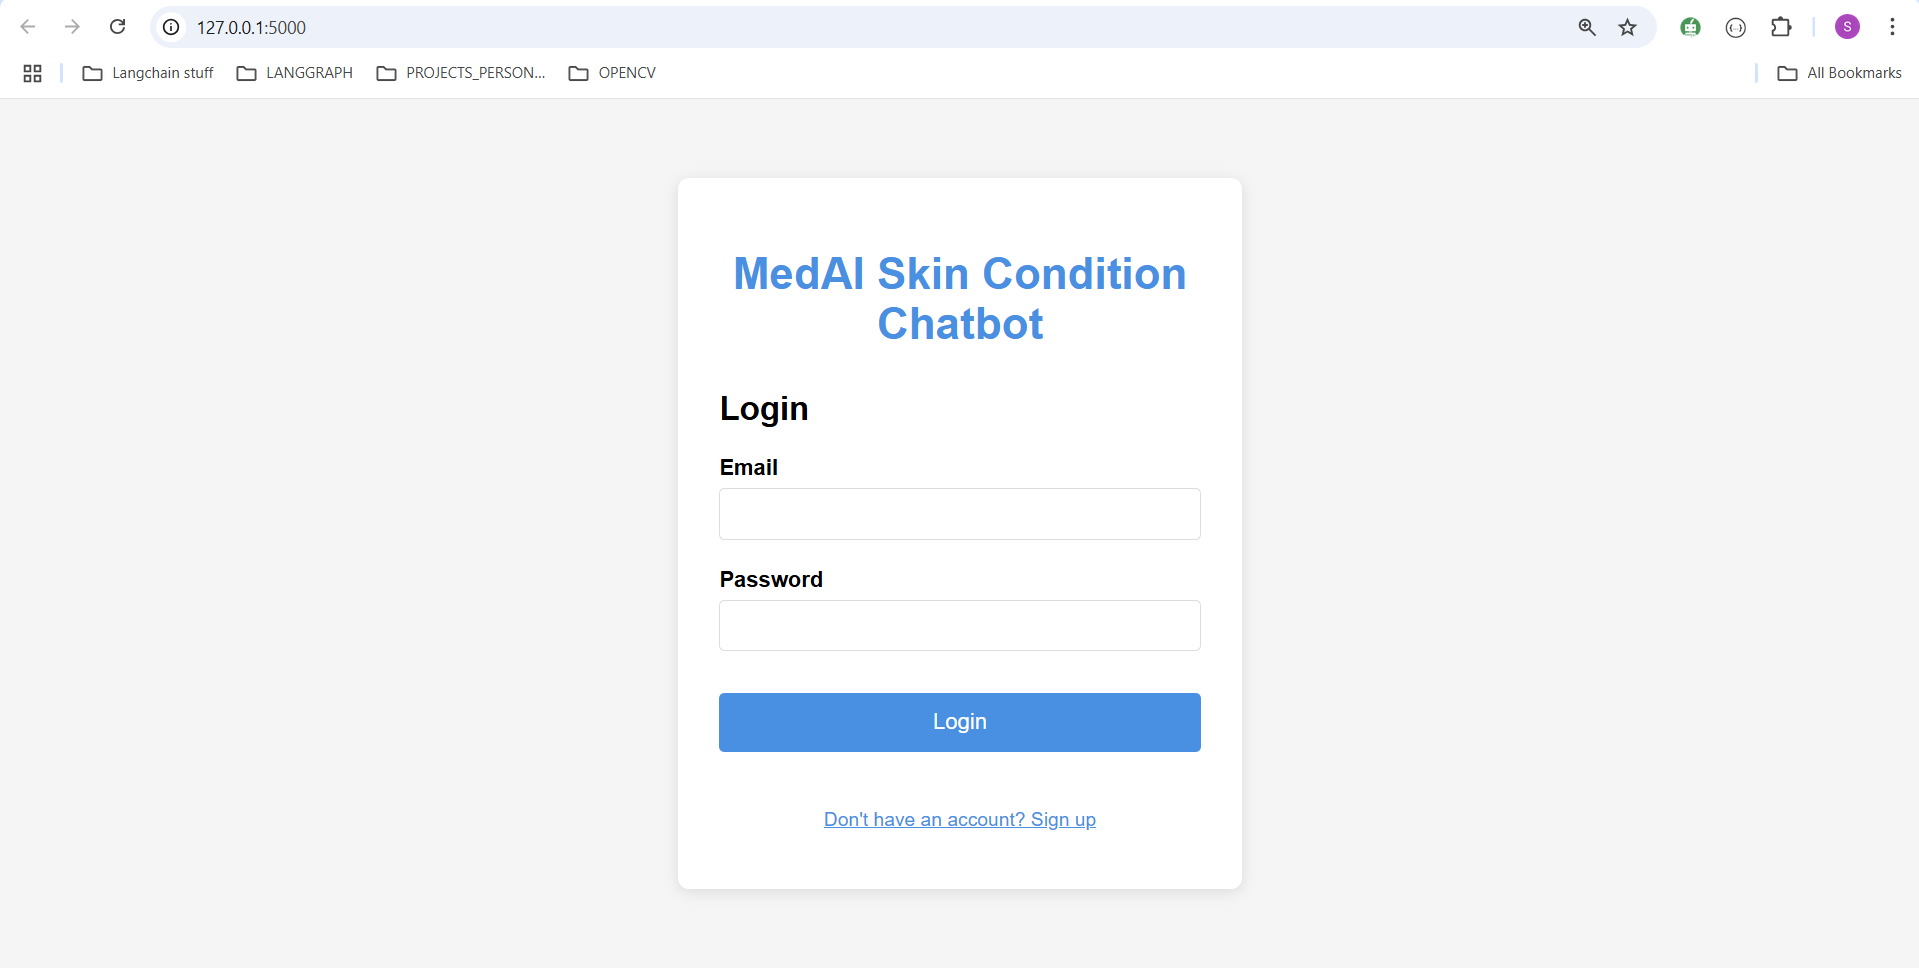 127.0.0.1:5000
S
Langchain stuff
LANGGRAPH
PROJECTS_PERSON...
OPENCV
All Bookmarks
MedAI Skin Condition
Chatbot
Login
Email
Password
Login
Don't have an account? Sign up